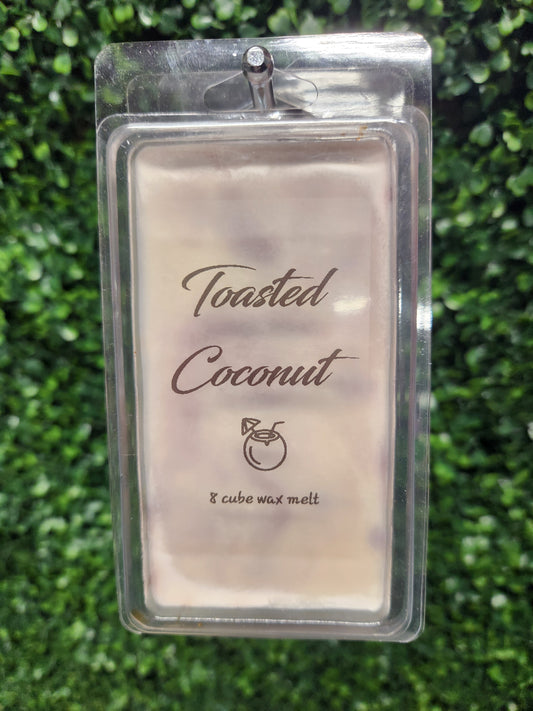 Toasted
Coconut
8 cube wax melt